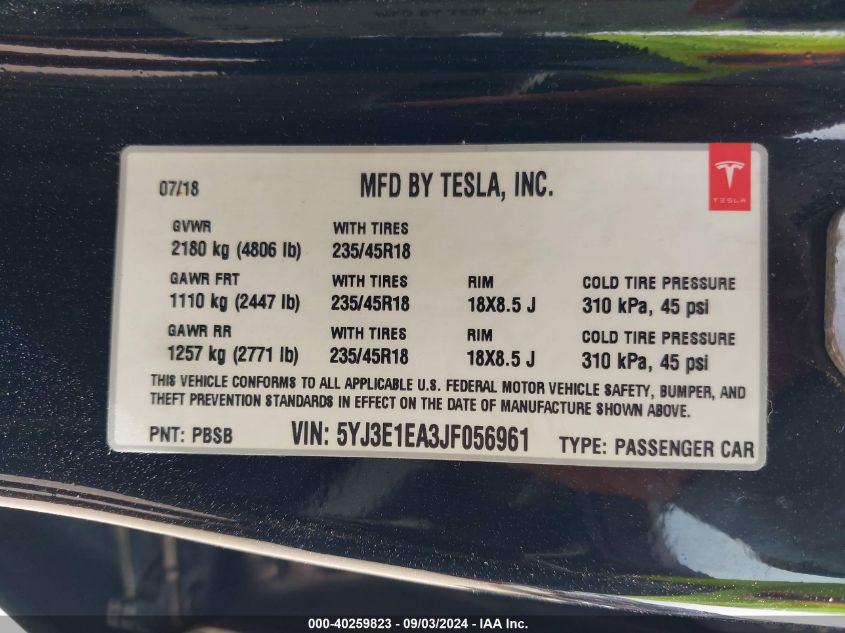 07/18
MFD BY TESLA, INC.
TESLA
GVWR WITH TIRES
2180 kg (4806 lb) 235/45R18
GAWR FRT WITH TIRES RIM COLD TIRE PRESSURE
1110 kg (2447 lb) 235/45R18 18X8.5 J 310 kPa, 45 psi
GAWR RR WITH TIRES RIM COLD TIRE PRESSURE
1257 kg (2771 lb) 235/45R18 18X8.5 J 310 kPa, 45 psi
THIS VEHICLE CONFORMS TO ALL APPLICABLE U.S. FEDERAL MOTOR VEHICLE SAFETY, BUMPER, AND
THEFT PREVENTION STANDARDS IN EFFECT ON THE DATE OF MANUFACTURE SHOWN ABOVE.
PNT: PBSB VIN: 5YJ3E1EA3JF056961 TYPE: PASSENGER CAR
000-40259823 - 09/03/2024 - IAA Inc.